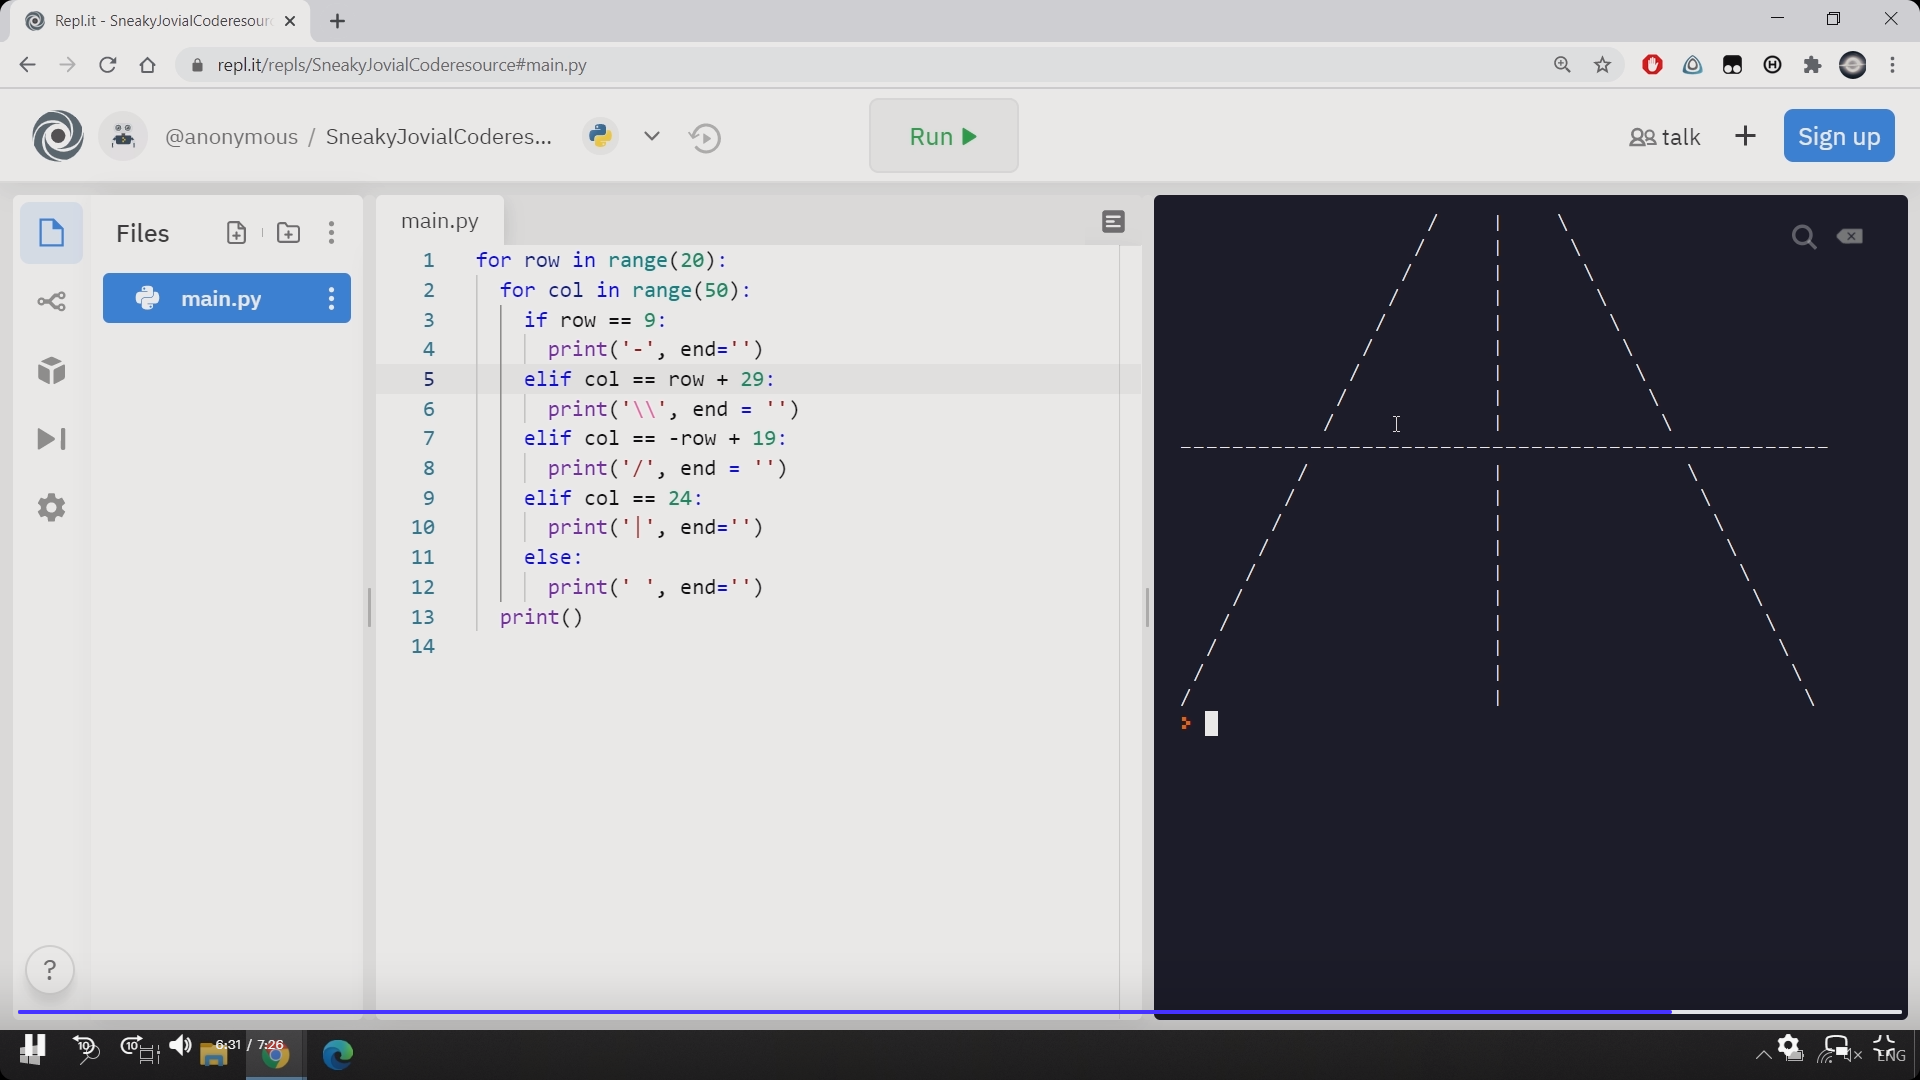 Repl.it - SneakyJovialCoderesour
repl.it/repls/SneakyJovialCoderesource#main.py
@anonymous / SneakyJovialCoderes...
Run
talk
Sign up
Files
main.py
main.py
1 for row in range(20):
2 for col in range(50):
3 if row == 9:
4 print('-', end='')
5 elif col == row + 29:
6 print('\\', end = '')
7 elif col == -row + 19:
8 print('/', end = '')
9 elif col == 24:
10 print('|', end='')
11 else:
12 print(' ', end='')
13 print()
14
/ | \
/ | \
/ | \
/ | \
/ | \
/ | \
/ | \
/ | \
/ | \
--------------------------------------------------
/ | \
/ | \
/ | \
/ | \
/ | \
/ | \
/ | \
/ | \
/ | \
/ | \
>
?
10
10
6:31 / 7:26
ENG